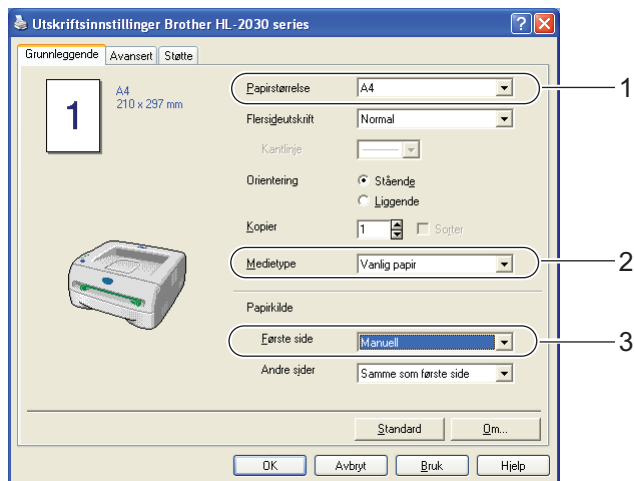 Utskriftsinnstillinger Brother HL-2030 series
Grunnleggende Avansert Støtte
1
A4
210 x 297 mm
Papirstørrelse A4 1
Flersideutskrift Normal
Kantlinje
Orientering Stående
Liggende
Kopier 1 Sorter
Medietype Vanlig papir 2
Papirkilde
Første side Manuell 3
Andre sider Samme som første side
Standard Om...
OK Avbryt Bruk Hjelp